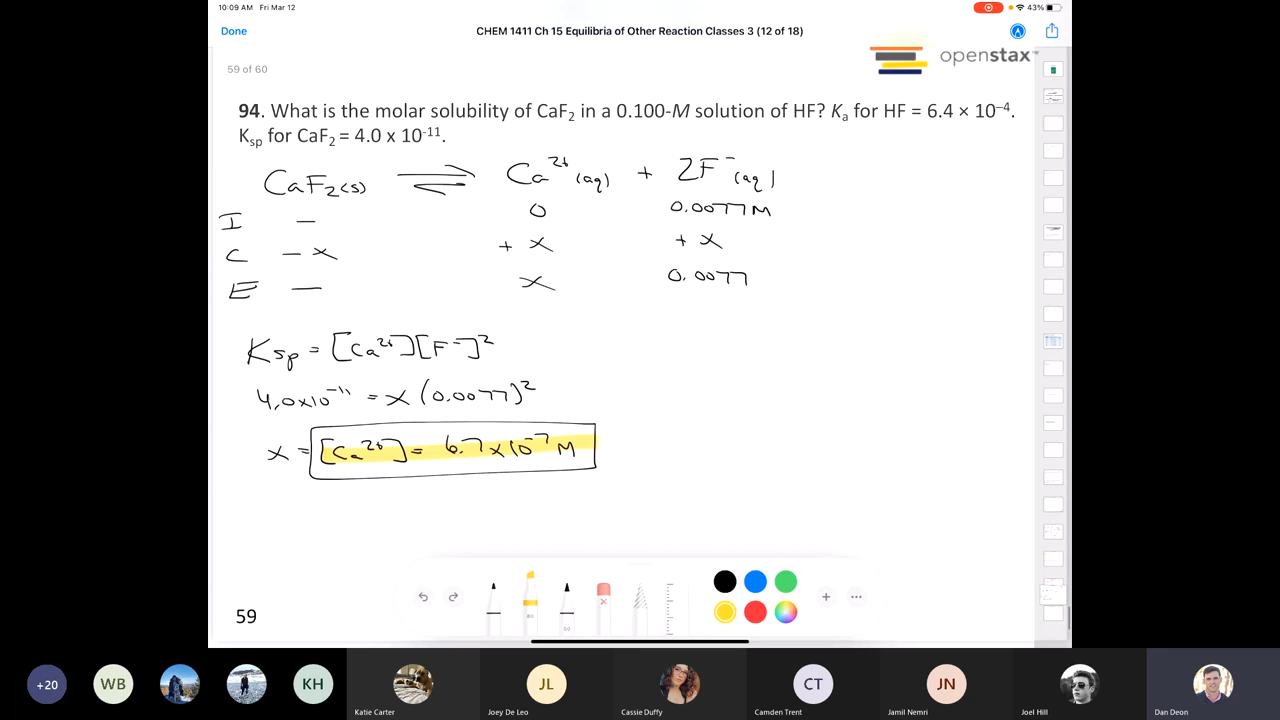 10:09 AM Fri Mar 12
43%
Done
CHEM 1411 Ch 15 Equilibria of Other Reaction Classes 3 (12 of 18)
59 of 60
openstax™
94. What is the molar solubility of CaF₂ in a 0.100-M solution of HF? Kₐ for HF = 6.4 × 10⁻⁴.
Ksp for CaF₂ = 4.0 x 10⁻¹¹.
CaF₂(s) ⇌ Ca²⁺(aq) + 2F⁻(aq)
I — 0 0.0077M
C – x + x + x
E — x 0.0077
Ksp = [Ca²⁺][F⁻]²
4.0x10⁻¹¹ = x (0.0077)²
x = [Ca²⁺] = 6.7 x 10⁻⁷ M
59
+20
WB
KH
Katie Carter
JL
Joey De Leo
Cassie Duffy
CT
Camden Trent
JN
Jamil Nemri
Joel Hill
Dan Deon